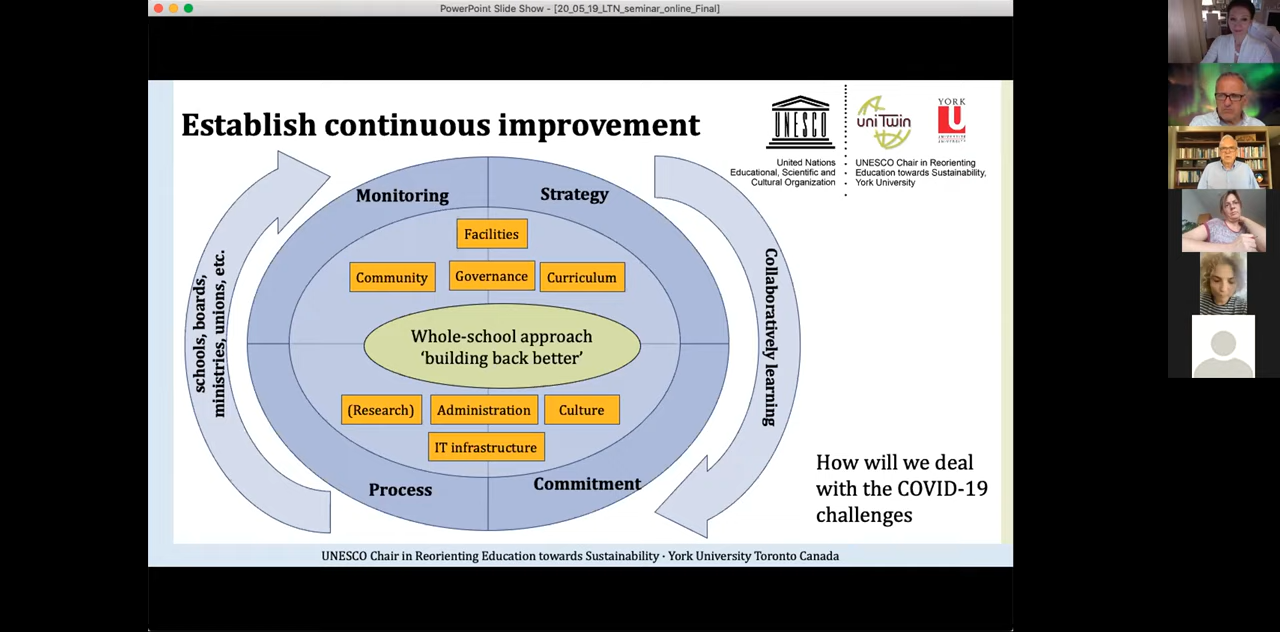 PowerPoint Slide Show - [20_05_19_LTN_seminar_online_Final]
Establish continuous improvement
UNESCO
United Nations
Educational, Scientific and
Cultural Organization
uniTwin
YORK
U
UNESCO Chair in Reorienting
Education towards Sustainability,
York University
Monitoring
Strategy
Facilities
Community
Governance
Curriculum
schools, boards,
ministries, unions, etc.
Whole-school approach
‘building back better’
Collaboratively learning
(Research)
Administration
Culture
IT infrastructure
Process
Commitment
How will we deal
with the COVID-19
challenges
UNESCO Chair in Reorienting Education towards Sustainability · York University Toronto Canada